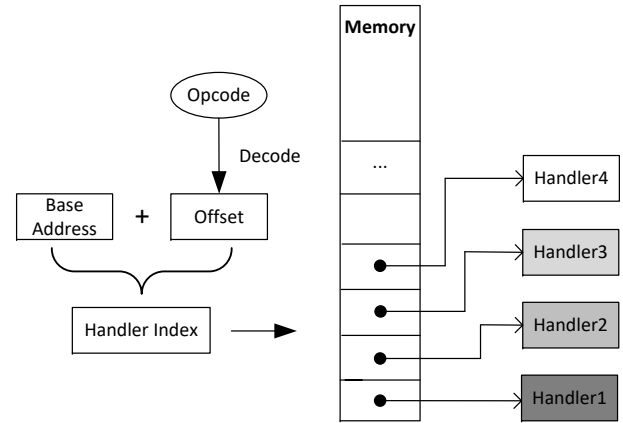 Memory
Opcode
Decode
...
Handler4
Base
Address
+
Offset
Handler3
Handler Index
Handler2
Handler1